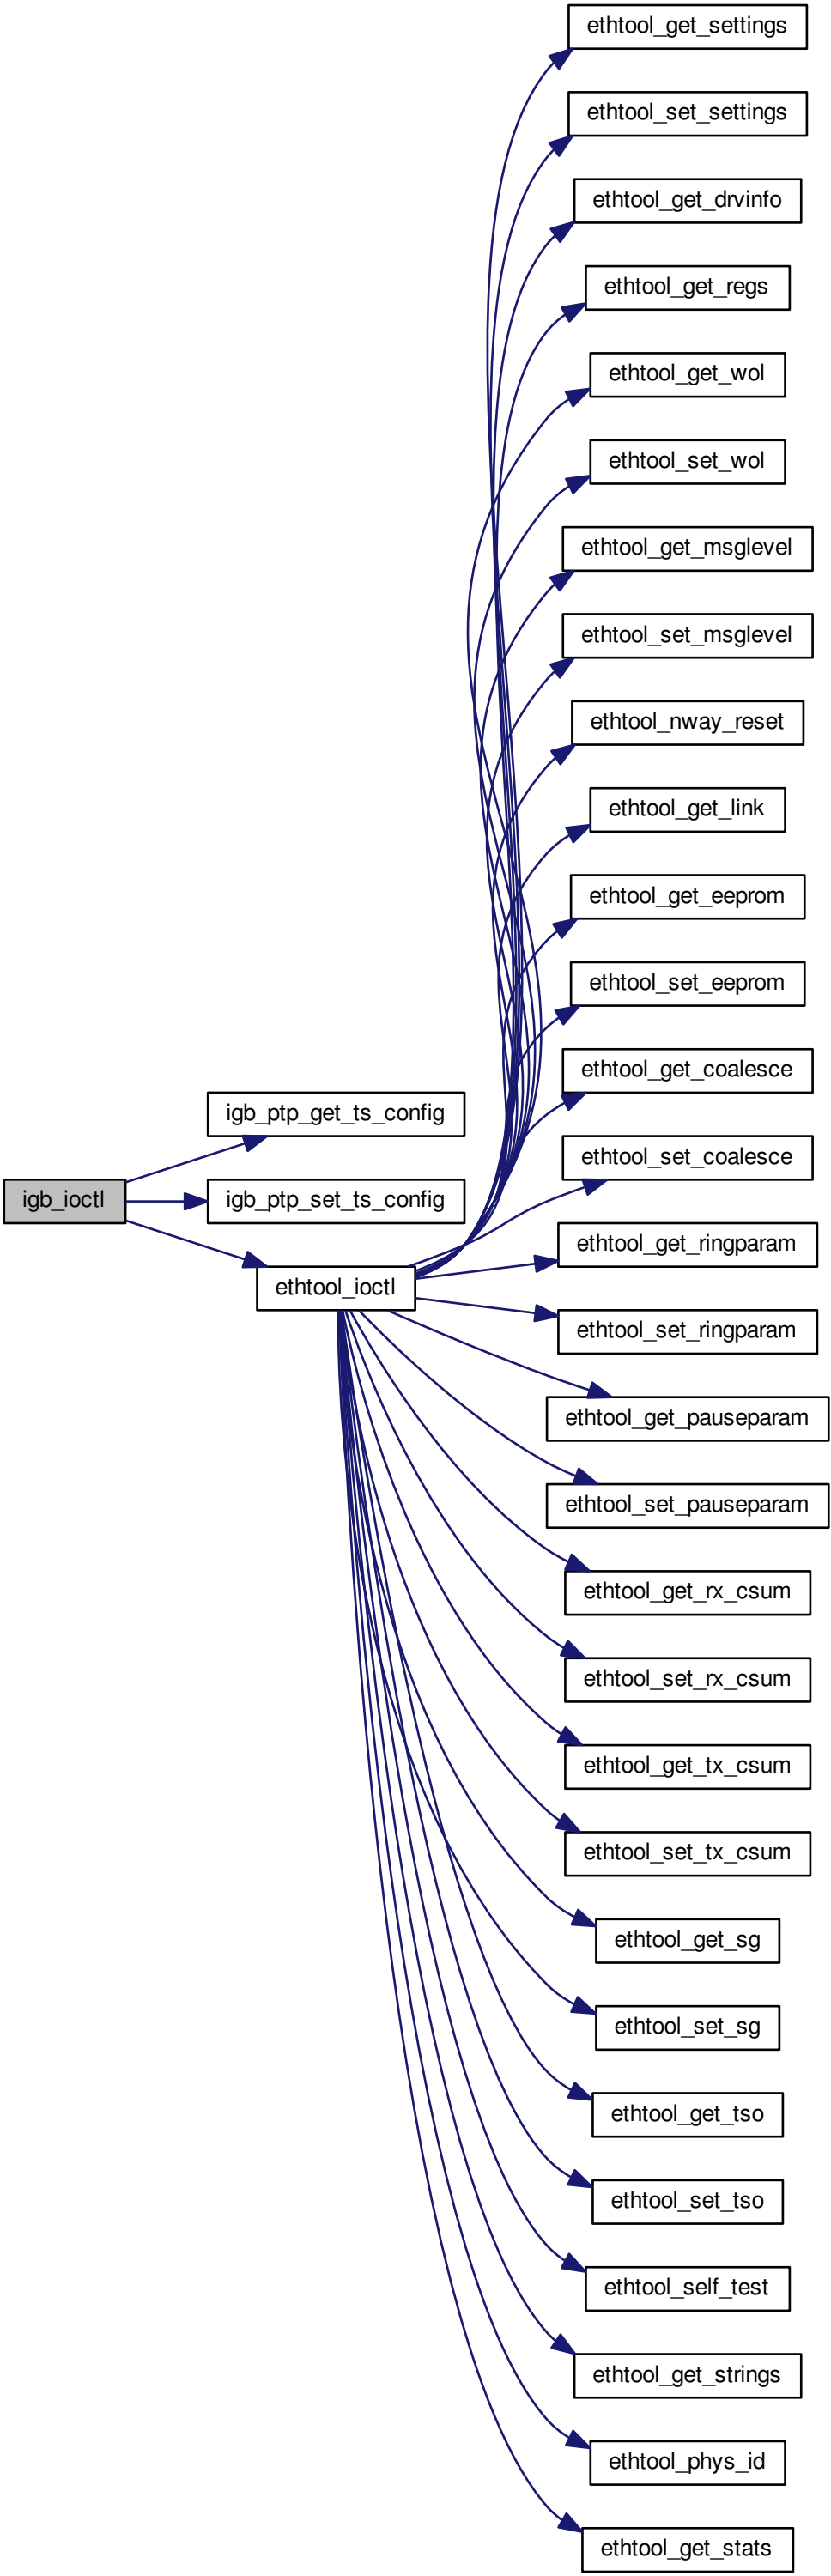 ethtool_get_settings
ethtool_set_settings
ethtool_get_drvinfo
ethtool_get_regs
ethtool_get_wol
ethtool_set_wol
ethtool_get_msglevel
ethtool_set_msglevel
ethtool_nway_reset
ethtool_get_link
ethtool_get_eeprom
ethtool_set_eeprom
ethtool_get_coalesce
igb_ptp_get_ts_config
ethtool_set_coalesce
igb_ioctl
igb_ptp_set_ts_config
ethtool_get_ringparam
ethtool_ioctl
ethtool_set_ringparam
ethtool_get_pauseparam
ethtool_set_pauseparam
ethtool_get_rx_csum
ethtool_set_rx_csum
ethtool_get_tx_csum
ethtool_set_tx_csum
ethtool_get_sg
ethtool_set_sg
ethtool_get_tso
ethtool_set_tso
ethtool_self_test
ethtool_get_strings
ethtool_phys_id
ethtool_get_stats